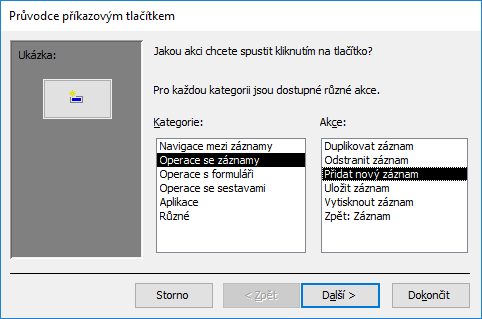 Průvodce příkazovým tlačítkem
Ukázka:
Jakou akci chcete spustit kliknutím na tlačítko?
Pro každou kategorii jsou dostupné různé akce.
Kategorie:
Navigace mezi záznamy
Operace se záznamy
Operace s formuláři
Operace se sestavami
Aplikace
Různé
Akce:
Duplikovat záznam
Odstranit záznam
Přidat nový záznam
Uložit záznam
Vytisknout záznam
Zpět: Záznam
Storno
< Zpět
Další >
Dokončit